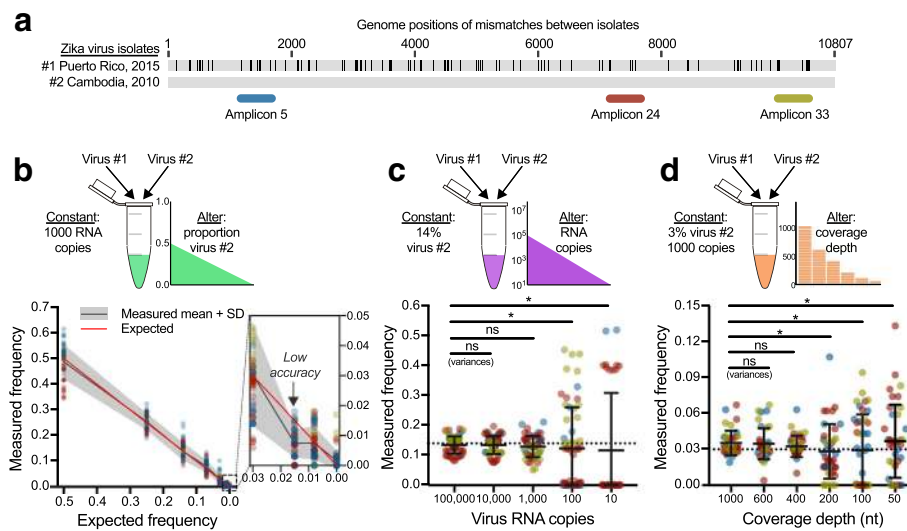 a
Genome positions of mismatches between isolates
Zika virus isolates
1 2000 4000 6000 8000 10807
#1 Puerto Rico, 2015
#2 Cambodia, 2010
Amplicon 5 Amplicon 24 Amplicon 33
b
Virus #1 Virus #2
Constant:
1000 RNA
copies
1.0
0.5
0.0
Alter:
proportion
virus #2
Measured frequency
0.7
0.6
0.5
0.4
0.3
0.2
0.1
0.0
Measured mean + SD
Expected
0.5 0.4 0.3 0.2 0.1 0.0
Expected frequency
Low
accuracy
0.05
0.04
0.03
0.02
0.01
0.00
0.03 0.02 0.01 0.00
c
Virus #1 Virus #2
Constant:
14%
virus #2
10⁷
10⁵
10³
10¹
Alter:
RNA
copies
Measured frequency
0.6
0.5
0.4
0.3
0.2
0.1
0.0
*
*
ns
ns
(variances)
100,000 10,000 1,000 100 10
Virus RNA copies
d
Virus #1 Virus #2
Constant:
3% virus #2
1000 copies
1000
500
0
Alter:
coverage
depth
Measured frequency
0.15
0.12
0.09
0.06
0.03
0.00
*
*
*
ns
ns
(variances)
1000 600 400 200 100 50
Coverage depth (nt)